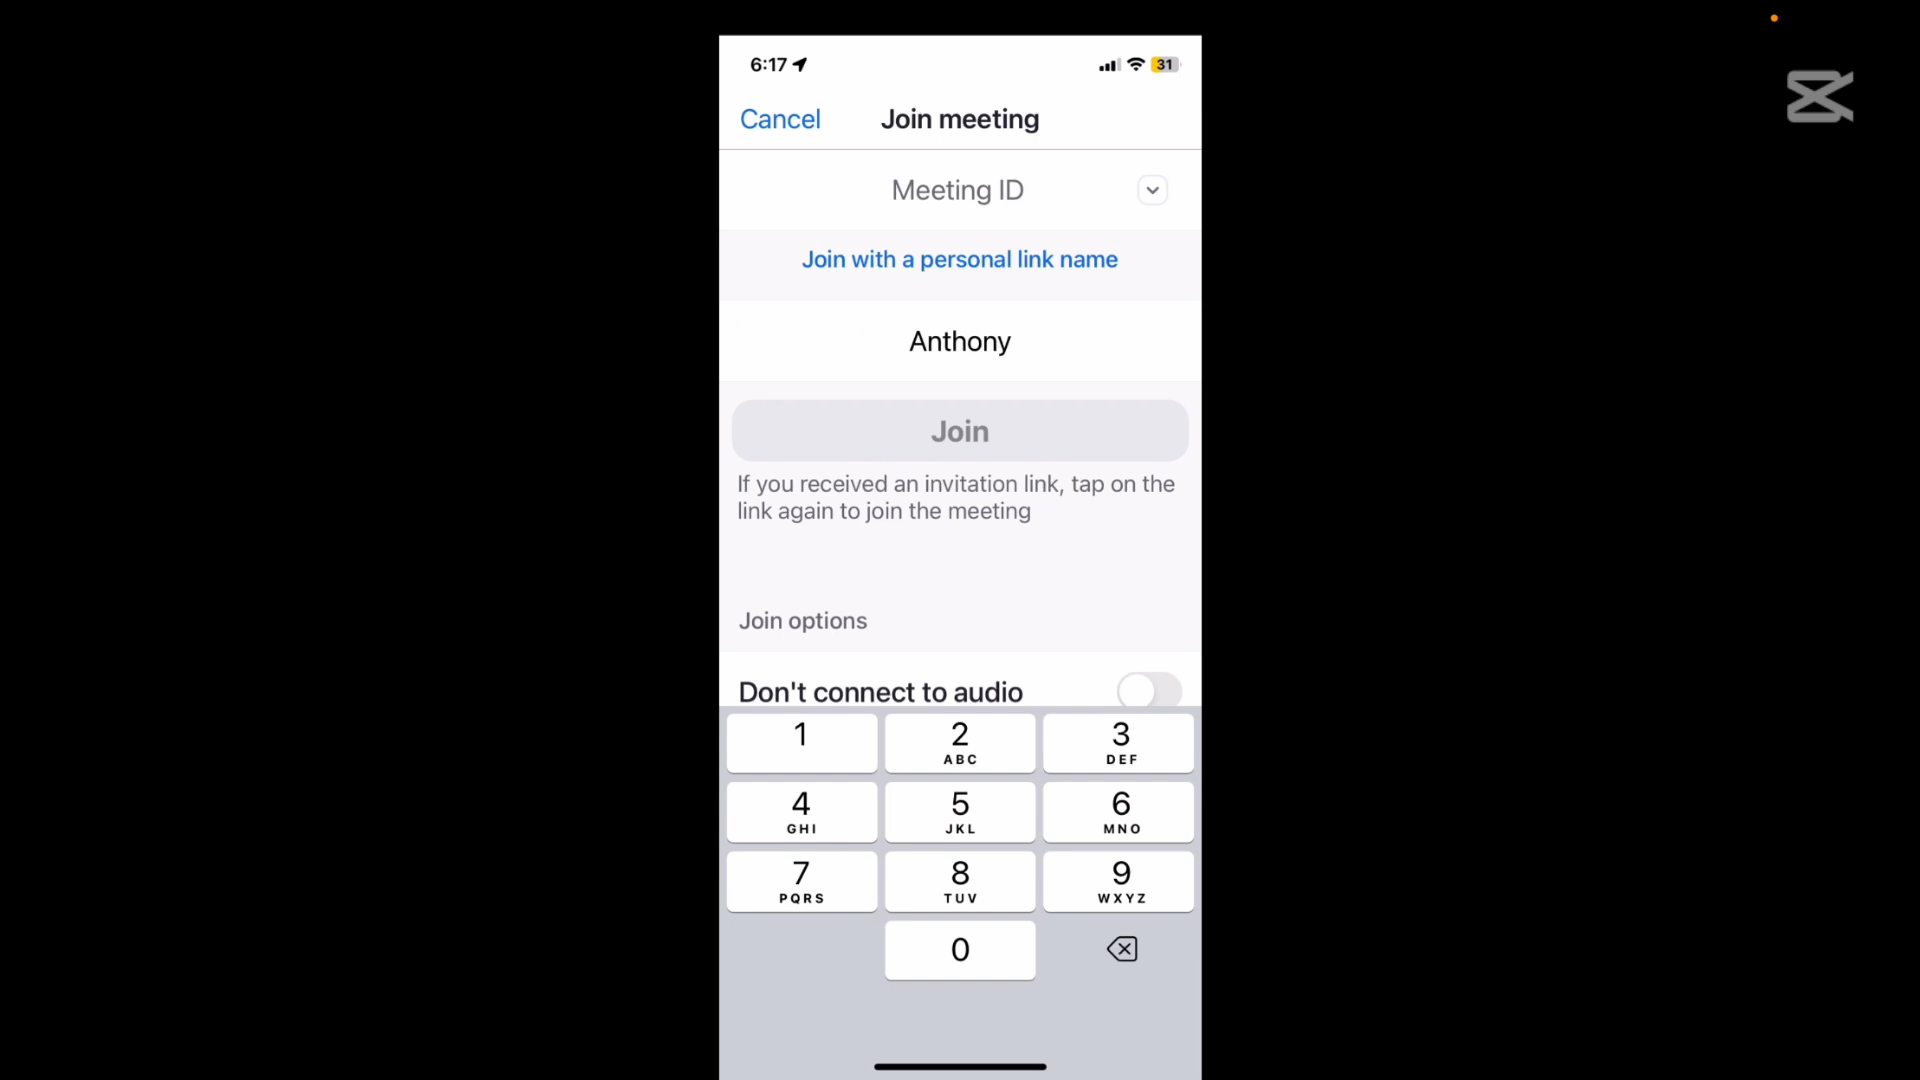 6:17
31
Cancel
Join meeting
Meeting ID
Join with a personal link name
Anthony
Join
If you received an invitation link, tap on the
link again to join the meeting
Join options
Don't connect to audio
1 2 3
ABC DEF
4 5 6
GHI JKL MNO
7 8 9
PQRS TUV WXYZ
0